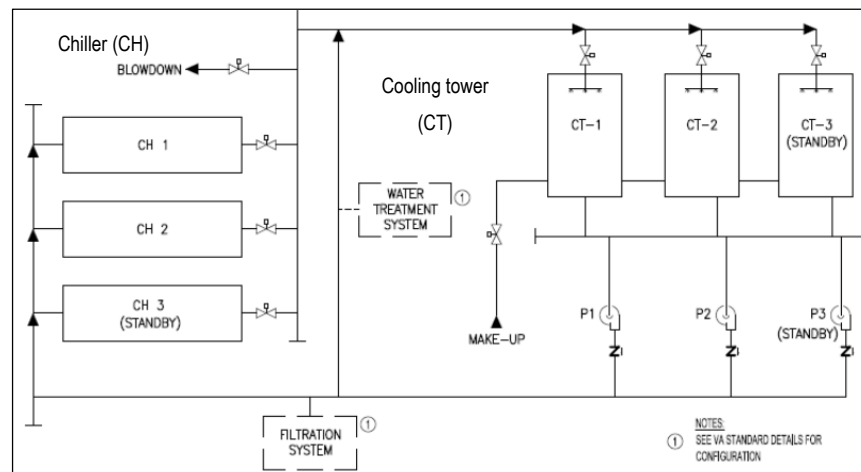 Chiller (CH)
BLOWDOWN
Cooling tower
(CT)
CH 1
CH 2
CH 3
(STANDBY)
CT-1
CT-2
CT-3
(STANDBY)
WATER
TREATMENT
SYSTEM
1
MAKE-UP
P1
P2
P3
(STANDBY)
FILTRATION
SYSTEM
1
NOTES:
1 SEE VA STANDARD DETAILS FOR
CONFIGURATION